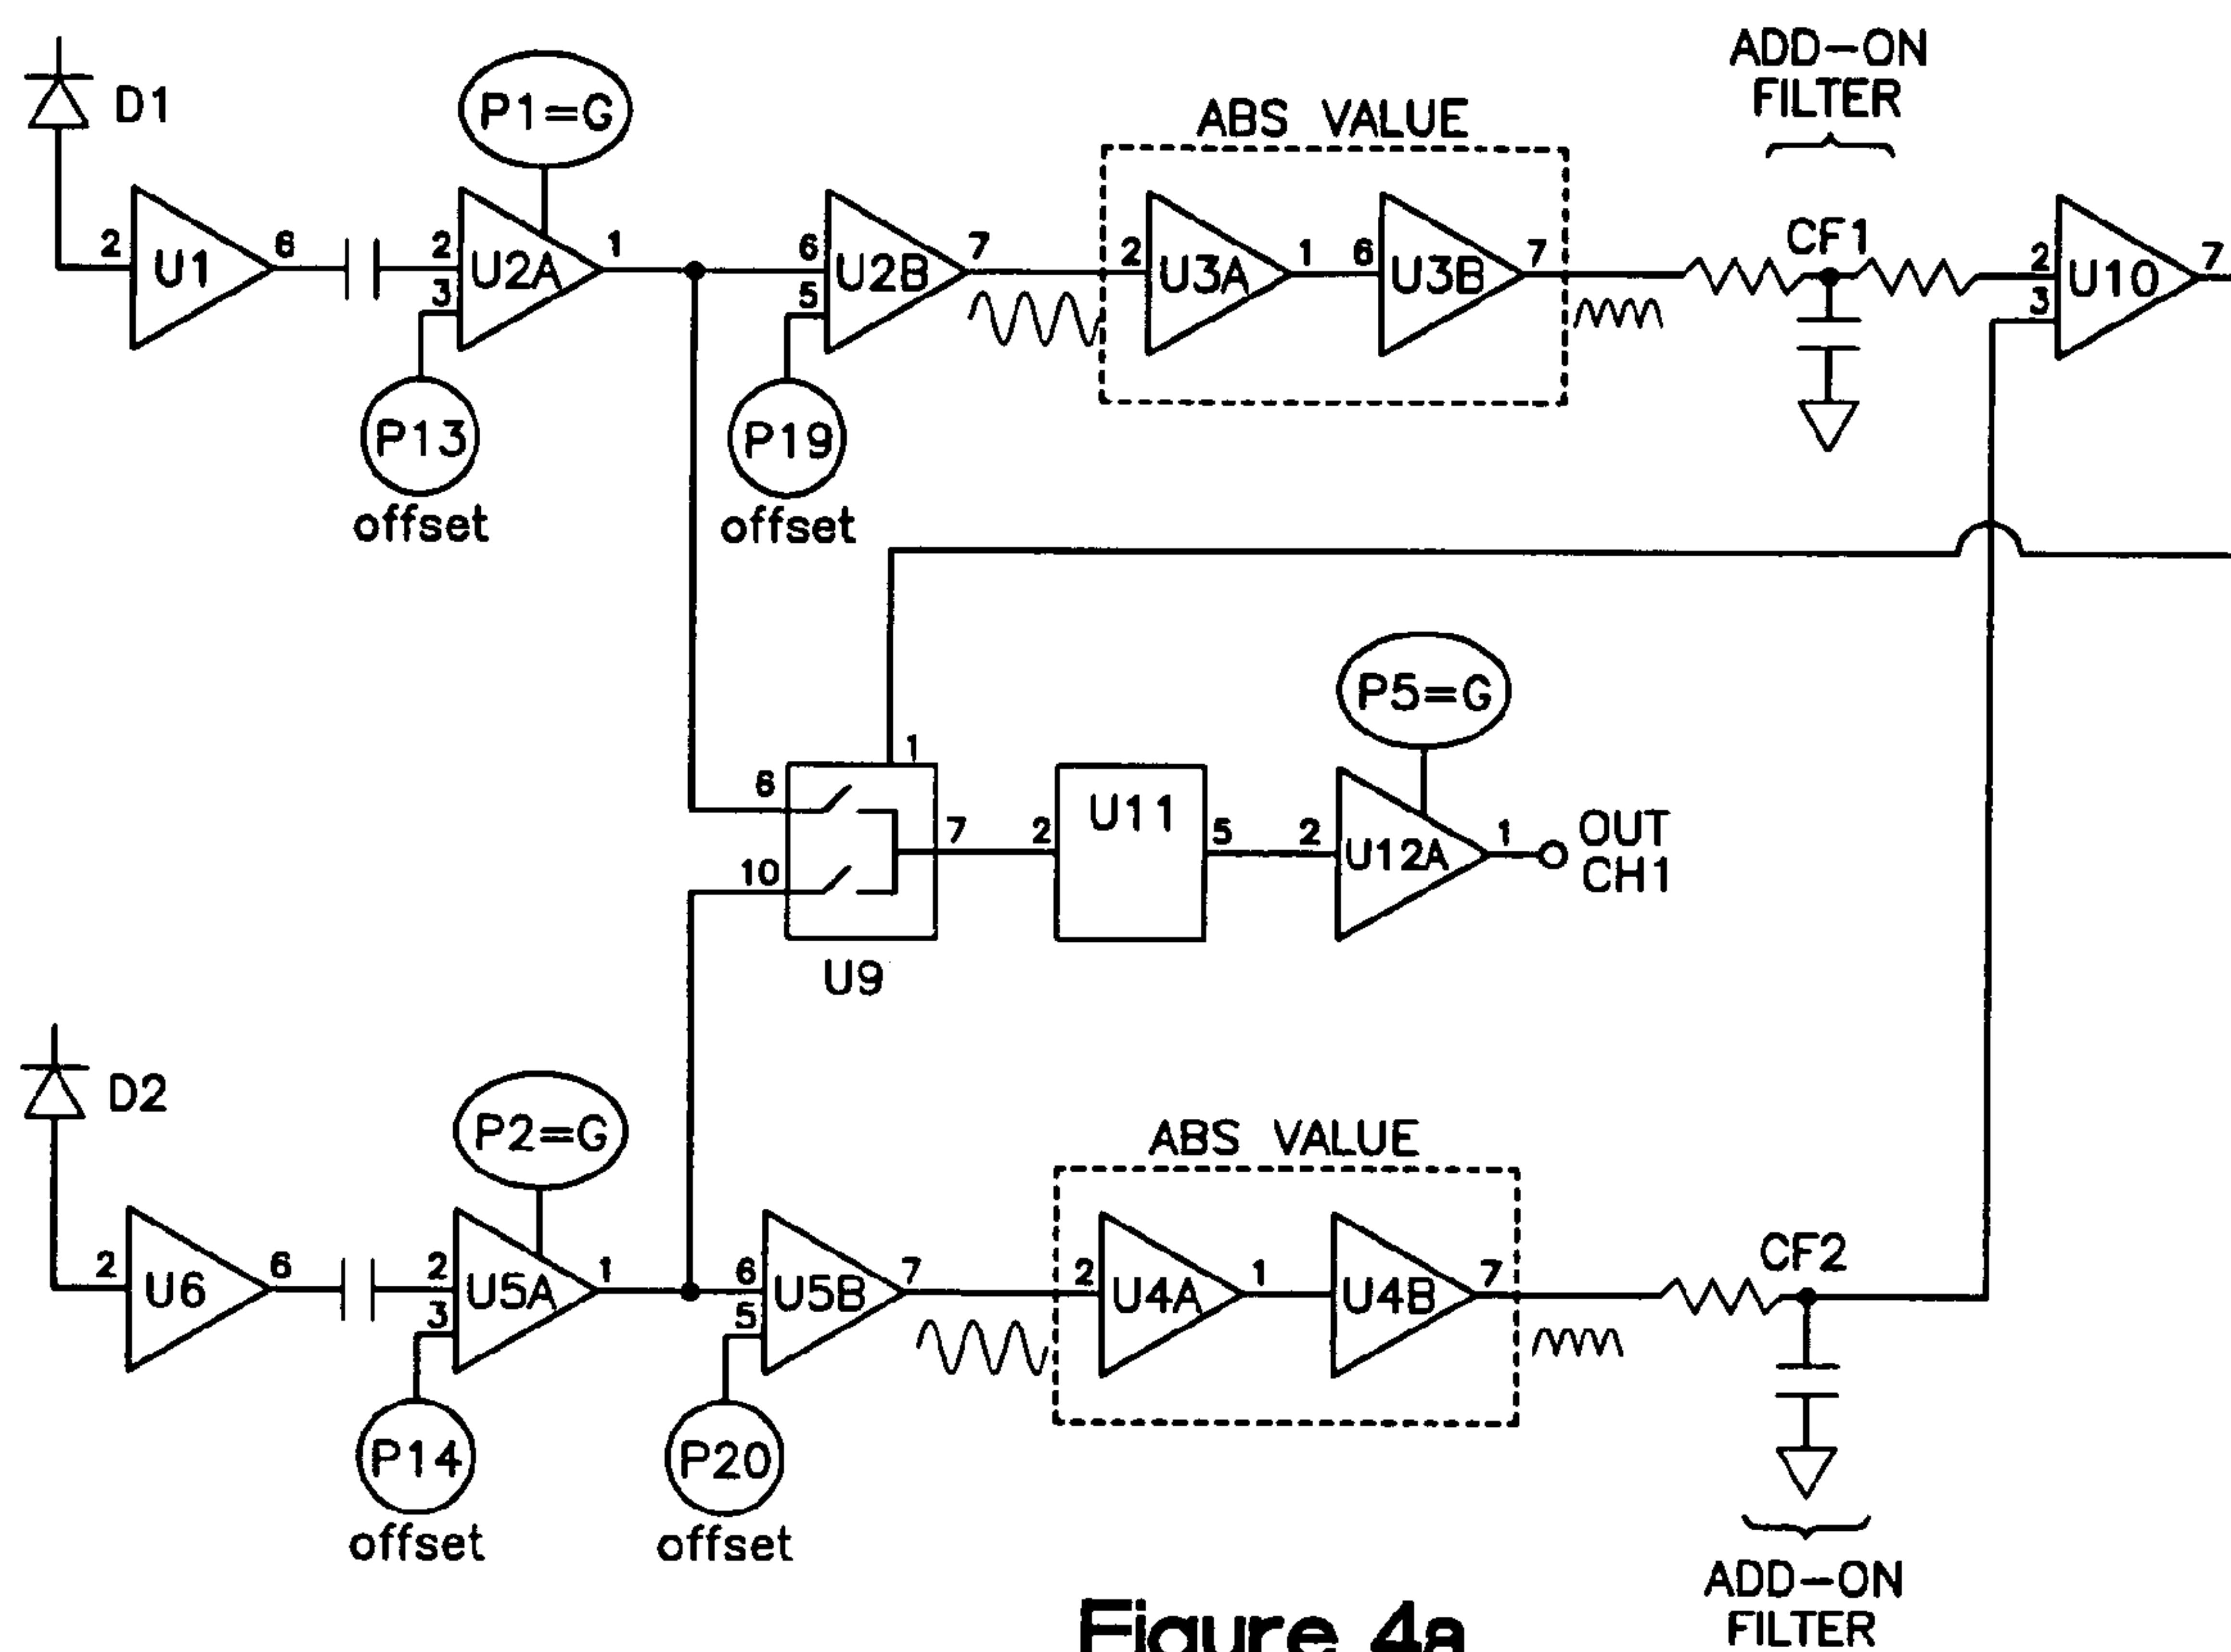 ADD-ON
FILTER
D1
P1=G
ABS VALUE
CF1
2
U1
6
2
3
U2A
1
6
5
U2B
7
2
U3A
1
6
U3B
7
2
3
U10
7
P13
offset
P19
offset
P5=G
1
6
10
7
U9
2
U11
5
2
U12A
1
OUT
CH1
D2
P2=G
ABS VALUE
CF2
2
U6
6
2
3
U5A
1
6
5
U5B
7
2
U4A
1
U4B
7
P14
offset
P20
offset
ADD-ON
FILTER
Figure 4a